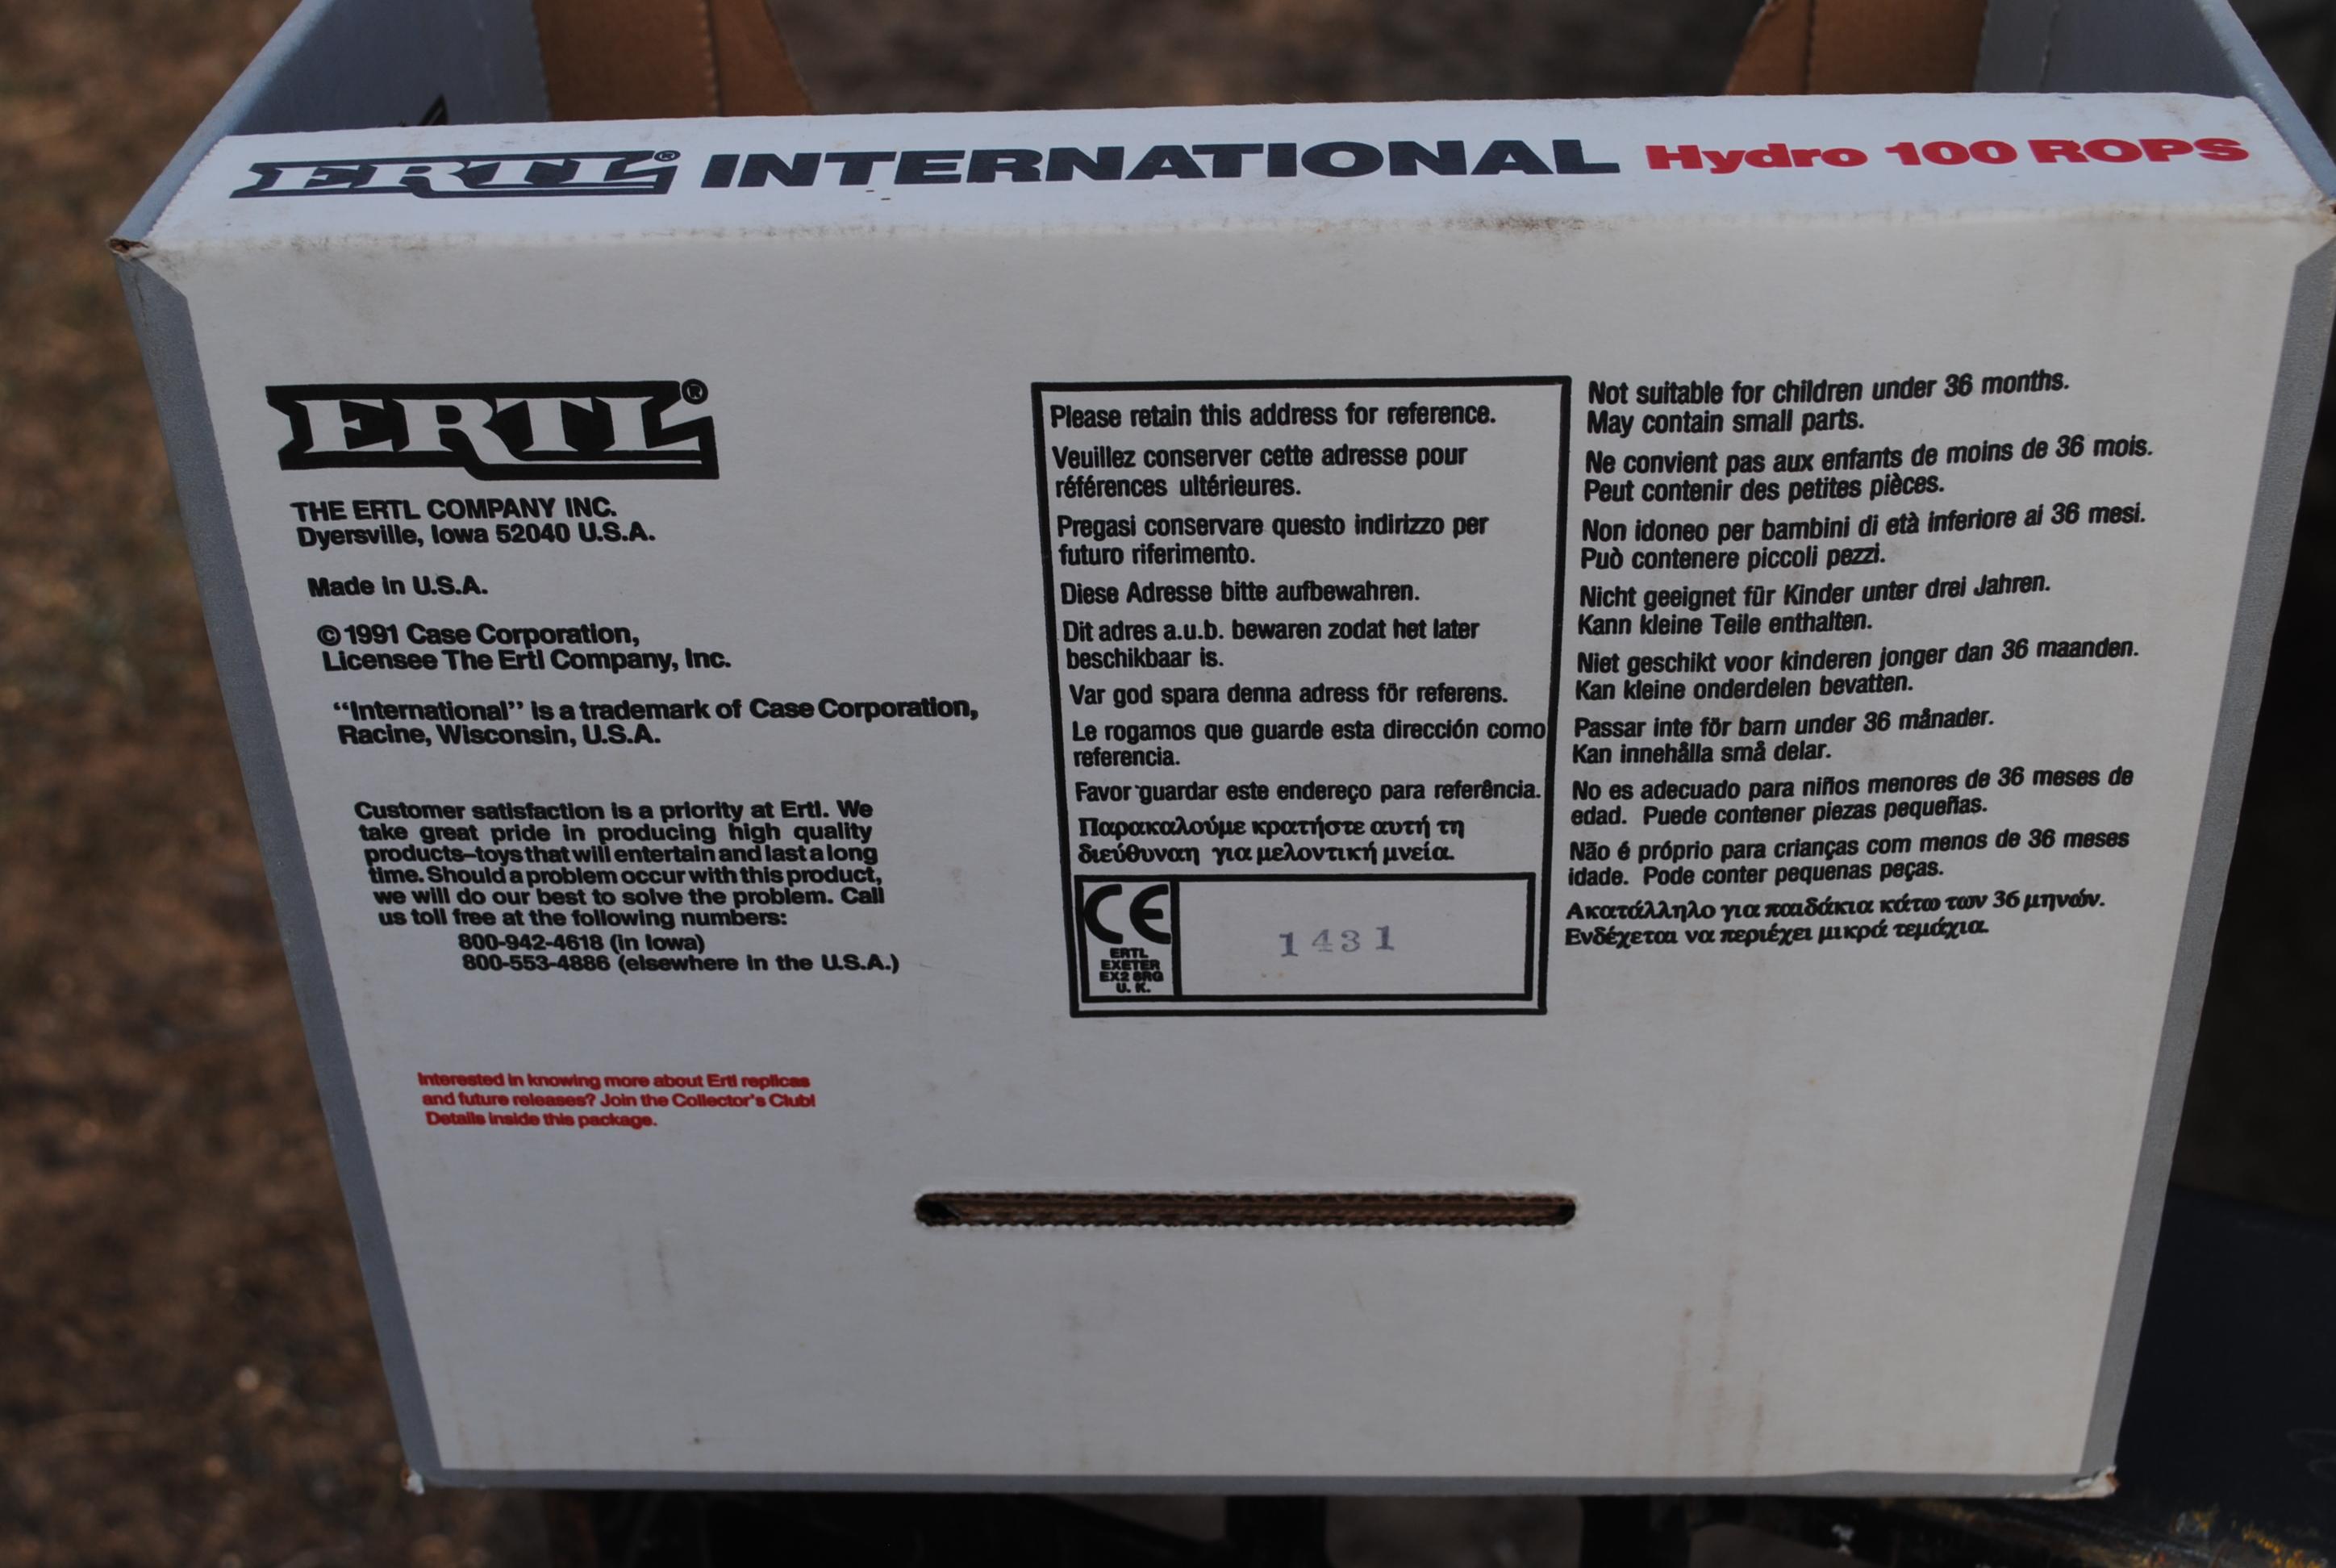 ERTL® INTERNATIONAL Hydro 100 ROPS
ERTL®
THE ERTL COMPANY INC.
Dyersville, Iowa 52040 U.S.A.
Made in U.S.A.
©1991 Case Corporation,
Licensee The Ertl Company, Inc.
“International” is a trademark of Case Corporation,
Racine, Wisconsin, U.S.A.
Customer satisfaction is a priority at Ertl. We
take great pride in producing high quality
products–toys that will entertain and last a long
time. Should a problem occur with this product,
we will do our best to solve the problem. Call
us toll free at the following numbers:
800-942-4618 (in Iowa)
800-553-4886 (elsewhere in the U.S.A.)
Interested in knowing more about Ertl replicas
and future releases? Join the Collector's Club!
Details inside this package.
Please retain this address for reference.
Veuillez conserver cette adresse pour
références ultérieures.
Pregasi conservare questo indirizzo per
futuro riferimento.
Diese Adresse bitte aufbewahren.
Dit adres a.u.b. bewaren zodat het later
beschikbaar is.
Var god spara denna adress för referens.
Le rogamos que guarde esta dirección como
referencia.
Favor guardar este endereço para referência.
Παρακαλούμε κρατήστε αυτή τη
διεύθυναη για μελοντική μνεία.
CE
ERTL
EXETER
EX2 8RG
U. K.
1431
Not suitable for children under 36 months.
May contain small parts.
Ne convient pas aux enfants de moins de 36 mois.
Peut contenir des petites pièces.
Non idoneo per bambini di età inferiore ai 36 mesi.
Può contenere piccoli pezzi.
Nicht geeignet für Kinder unter drei Jahren.
Kann kleine Teile enthalten.
Niet geschikt voor kinderen jonger dan 36 maanden.
Kan kleine onderdelen bevatten.
Passar inte för barn under 36 månader.
Kan innehålla små delar.
No es adecuado para niños menores de 36 meses de
edad. Puede contener piezas pequeñas.
Não é próprio para crianças com menos de 36 meses
idade. Pode conter pequenas peças.
Ακατάλληλο για παιδάκια κάτω των 36 μηνών.
Ενδέχεται να περιέχει μικρά τεμάχια.